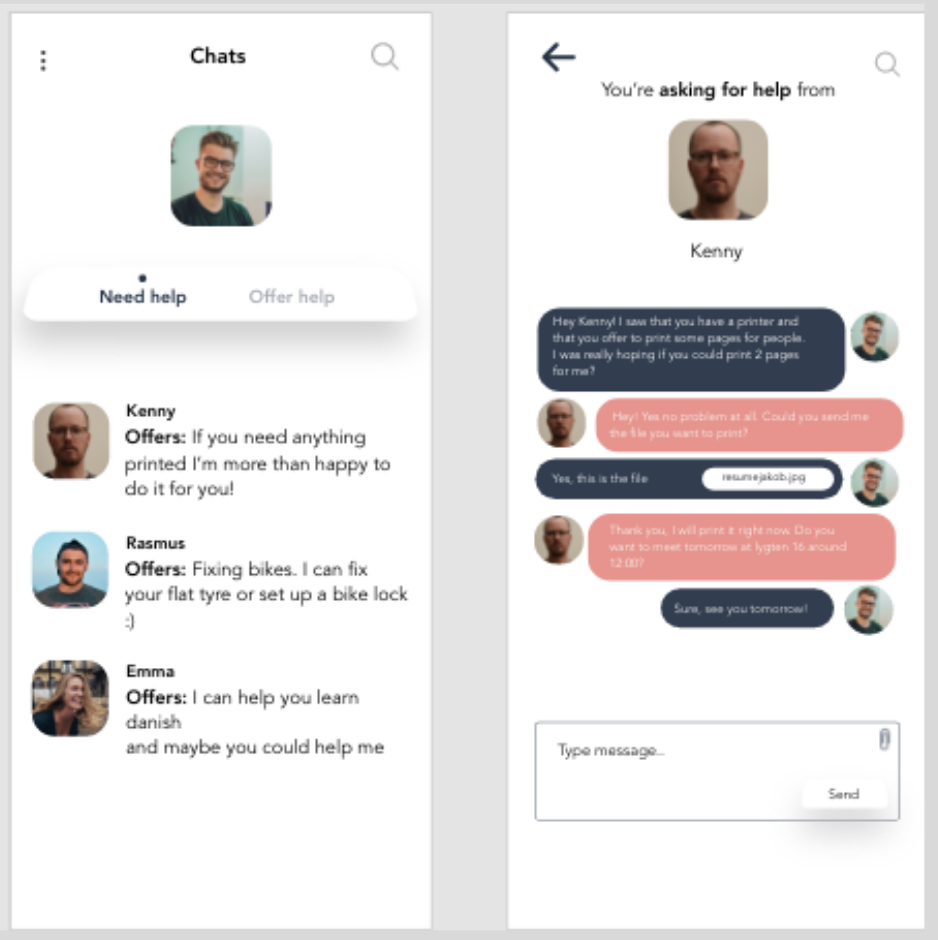 Chats
Need help
Offer help
Kenny
Offers: If you need anything
printed I'm more than happy to
do it for you!
Rasmus
Offers: Fixing bikes. I can fix
your flat tyre or set up a bike lock
:)
Emma
Offers: I can help you learn
danish
and maybe you could help me
You're asking for help from
Kenny
Hey Kenny! I saw that you have a printer and
that you offer to print some pages for people.
I was really hoping if you could print 2 pages
for me?
Hey! Yes no problem at all. Could you send me
the file you want to print?
Yes, this is the file
resumejakob.jpg
Thank you, I will print it right now. Do you
want to meet tomorrow at lygten 16 around
12:00?
Sure, see you tomorrow!
Type message...
Send